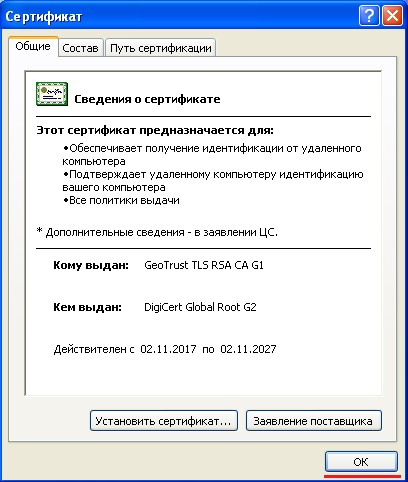 Сертификат
Общие Состав Путь сертификации
Сведения о сертификате
Этот сертификат предназначается для:
•Обеспечивает получение идентификации от удаленного
компьютера
•Подтверждает удаленному компьютеру идентификацию
вашего компьютера
•Все политики выдачи
* Дополнительные сведения - в заявлении ЦС.
Кому выдан: GeoTrust TLS RSA CA G1
Кем выдан: DigiCert Global Root G2
Действителен с 02.11.2017 по 02.11.2027
Установить сертификат... Заявление поставщика
ОК